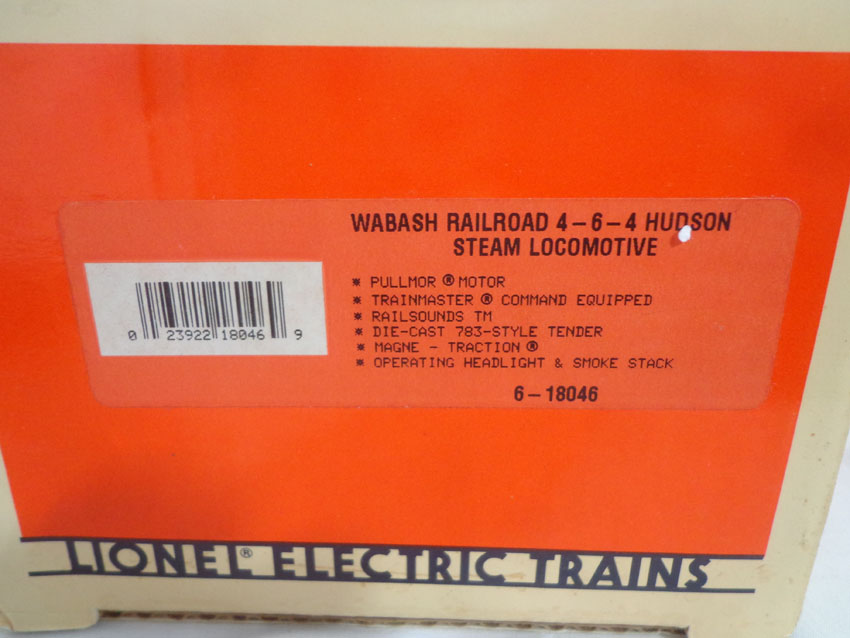 WABASH RAILROAD 4-6-4 HUDSON
STEAM LOCOMOTIVE
* PULLMOR ® MOTOR
* TRAINMASTER ® COMMAND EQUIPPED
* RAILSOUNDS TM
* DIE-CAST 783-STYLE TENDER
* MAGNE - TRACTION ®
* OPERATING HEADLIGHT & SMOKE STACK
6-18046
0 23922 18046 9
LIONEL® ELECTRIC TRAINS